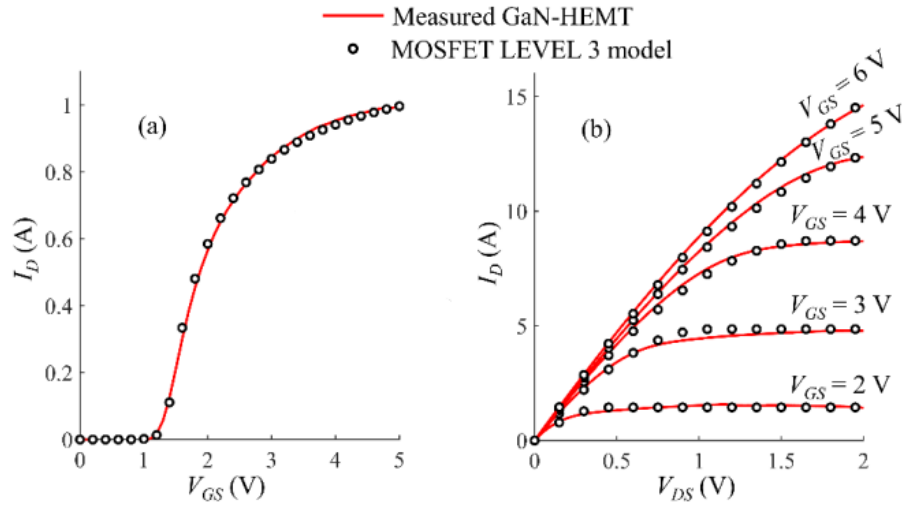 Measured GaN-HEMT
MOSFET LEVEL 3 model
(a)
1
0.8
0.6
0.4
0.2
0
0 1 2 3 4 5
I_D (A)
V_GS (V)
(b)
15
10
5
0
0 0.5 1 1.5 2
I_D (A)
V_DS (V)
V_GS = 6 V
V_GS = 5 V
V_GS = 4 V
V_GS = 3 V
V_GS = 2 V